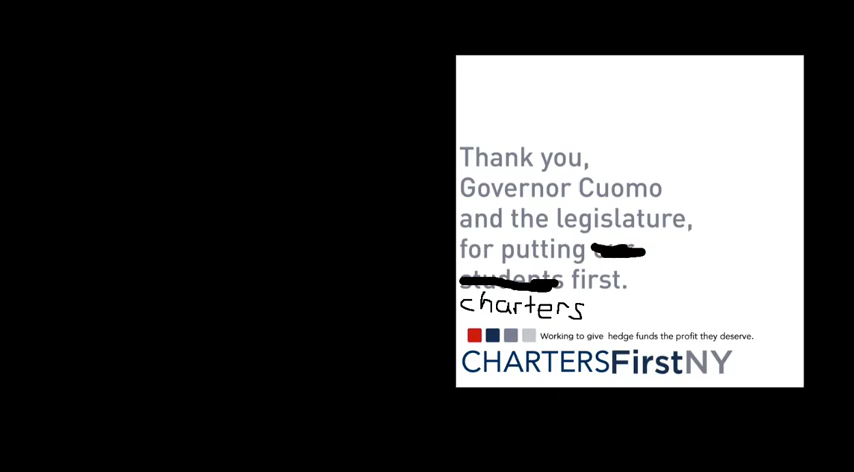 Thank you,
Governor Cuomo
and the legislature,
for putting
students first.
charters
Working to give hedge funds the profit they deserve.
CHARTERSFirstNY